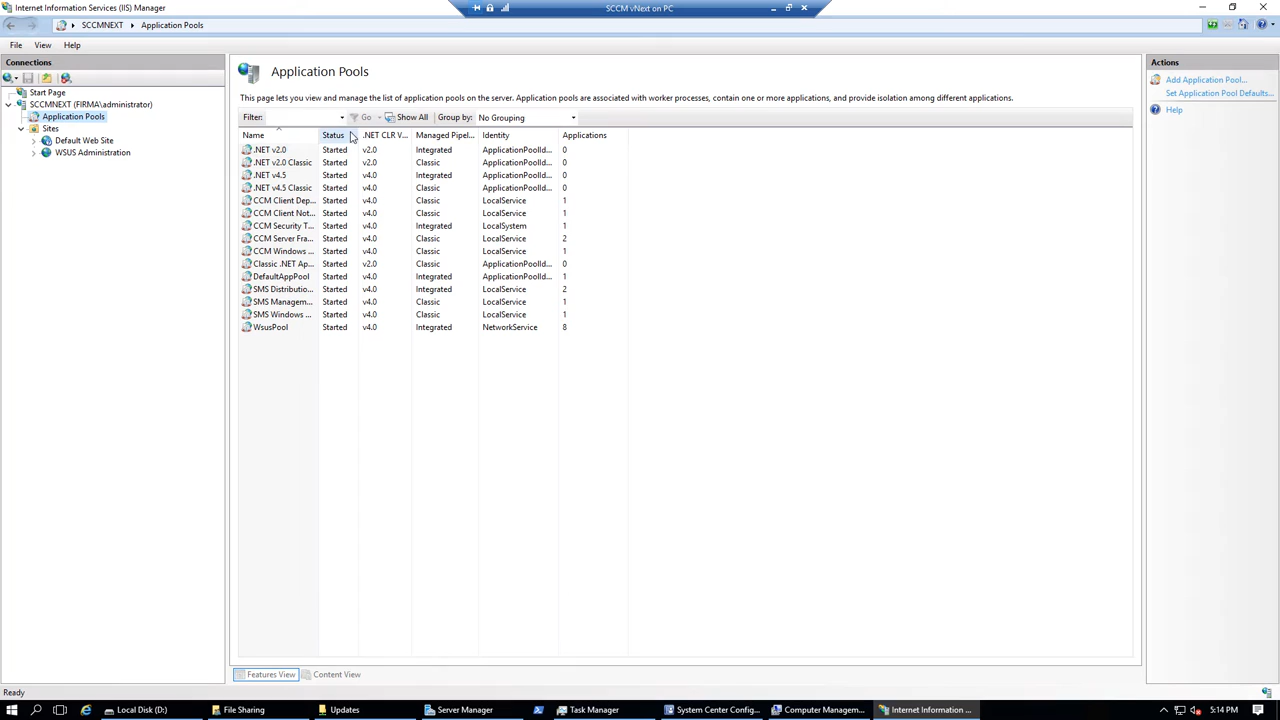 Internet Information Services (IIS) Manager
SCCM vNext on PC
SCCMNEXT
Application Pools
File View Help
Connections
Start Page
SCCMNEXT (FIRMA\administrator)
Application Pools
Sites
Default Web Site
WSUS Administration
Application Pools
This page lets you view and manage the list of application pools on the server. Application pools are associated with worker processes, contain one or more applications, and provide isolation among different applications.
Filter: Go Show All Group by: No Grouping
Name Status .NET CLR V... Managed Pipel... Identity Applications
.NET v2.0 Started v2.0 Integrated ApplicationPoolId... 0
.NET v2.0 Classic Started v2.0 Classic ApplicationPoolId... 0
.NET v4.5 Started v4.0 Integrated ApplicationPoolId... 0
.NET v4.5 Classic Started v4.0 Classic ApplicationPoolId... 0
CCM Client Dep... Started v4.0 Classic LocalService 1
CCM Client Not... Started v4.0 Classic LocalService 1
CCM Security T... Started v4.0 Integrated LocalSystem 1
CCM Server Fra... Started v4.0 Classic LocalService 2
CCM Windows ... Started v4.0 Classic LocalService 1
Classic .NET Ap... Started v2.0 Classic ApplicationPoolId... 0
DefaultAppPool Started v4.0 Integrated ApplicationPoolId... 1
SMS Distributio... Started v4.0 Integrated LocalService 2
SMS Managem... Started v4.0 Classic LocalService 1
SMS Windows ... Started v4.0 Classic LocalService 1
WsusPool Started v4.0 Integrated NetworkService 8
Features View Content View
Actions
Add Application Pool...
Set Application Pool Defaults...
Help
Ready
Local Disk (D:) File Sharing Updates Server Manager Task Manager System Center Config... Computer Managem... Internet Information ... 5:14 PM